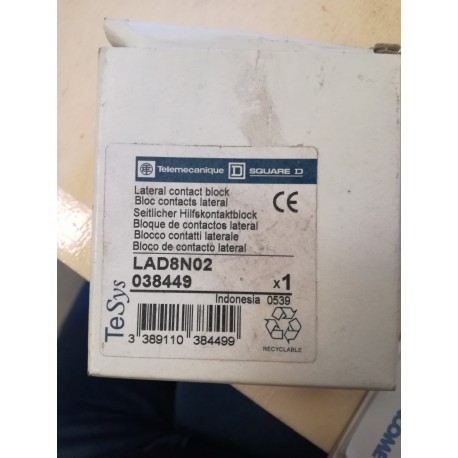 Telemecanique D SQUARE D
Lateral contact block
Bloc contacts lateral
Seitlicher Hilfskontaktblock
Bloque de contactos lateral
Blocco contatti laterale
Bloco de contacto lateral
CE
LAD8N02
038449 x1
Indonesia 0539
TeSys
3 389110 384499
RECYCLABLE
COME